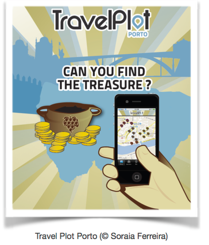 TravelPlot
PORTO
CAN YOU FIND
THE TREASURE ?
Travel Plot Porto (© Soraia Ferreira)